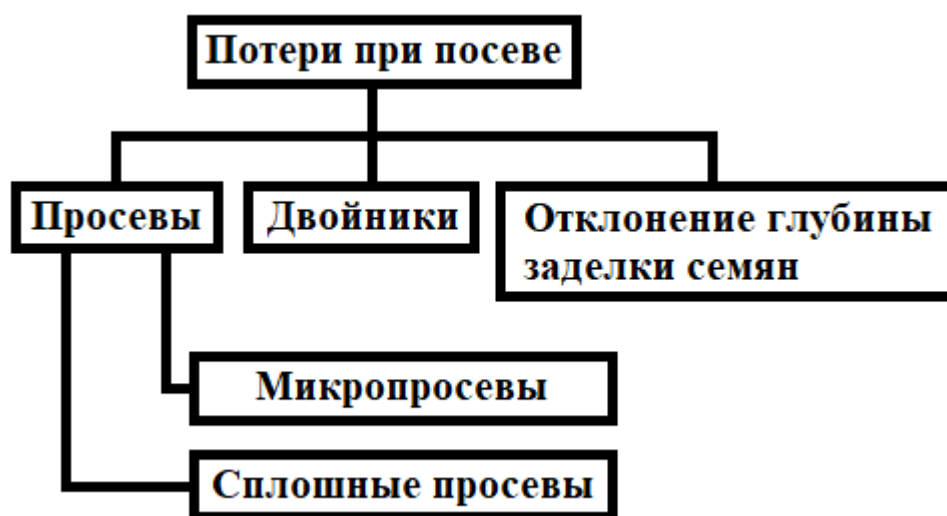 Потери при посеве
Просевы
Двойники
Отклонение глубины
заделки семян
Микропросевы
Сплошные просевы